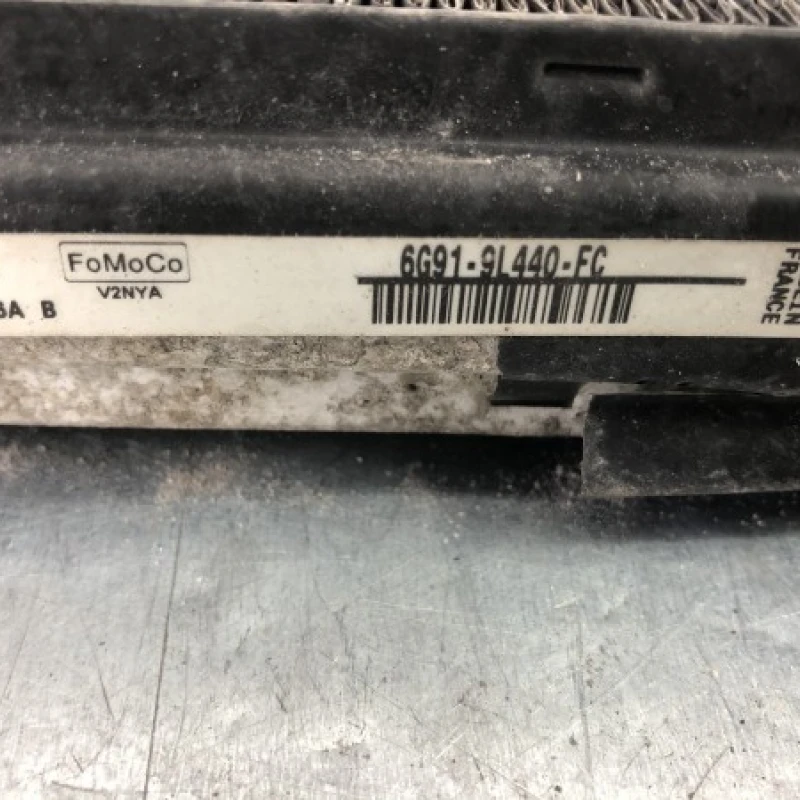 FoMoCo
V2NYA
A B
6G91-9L440-FC
FRANCE